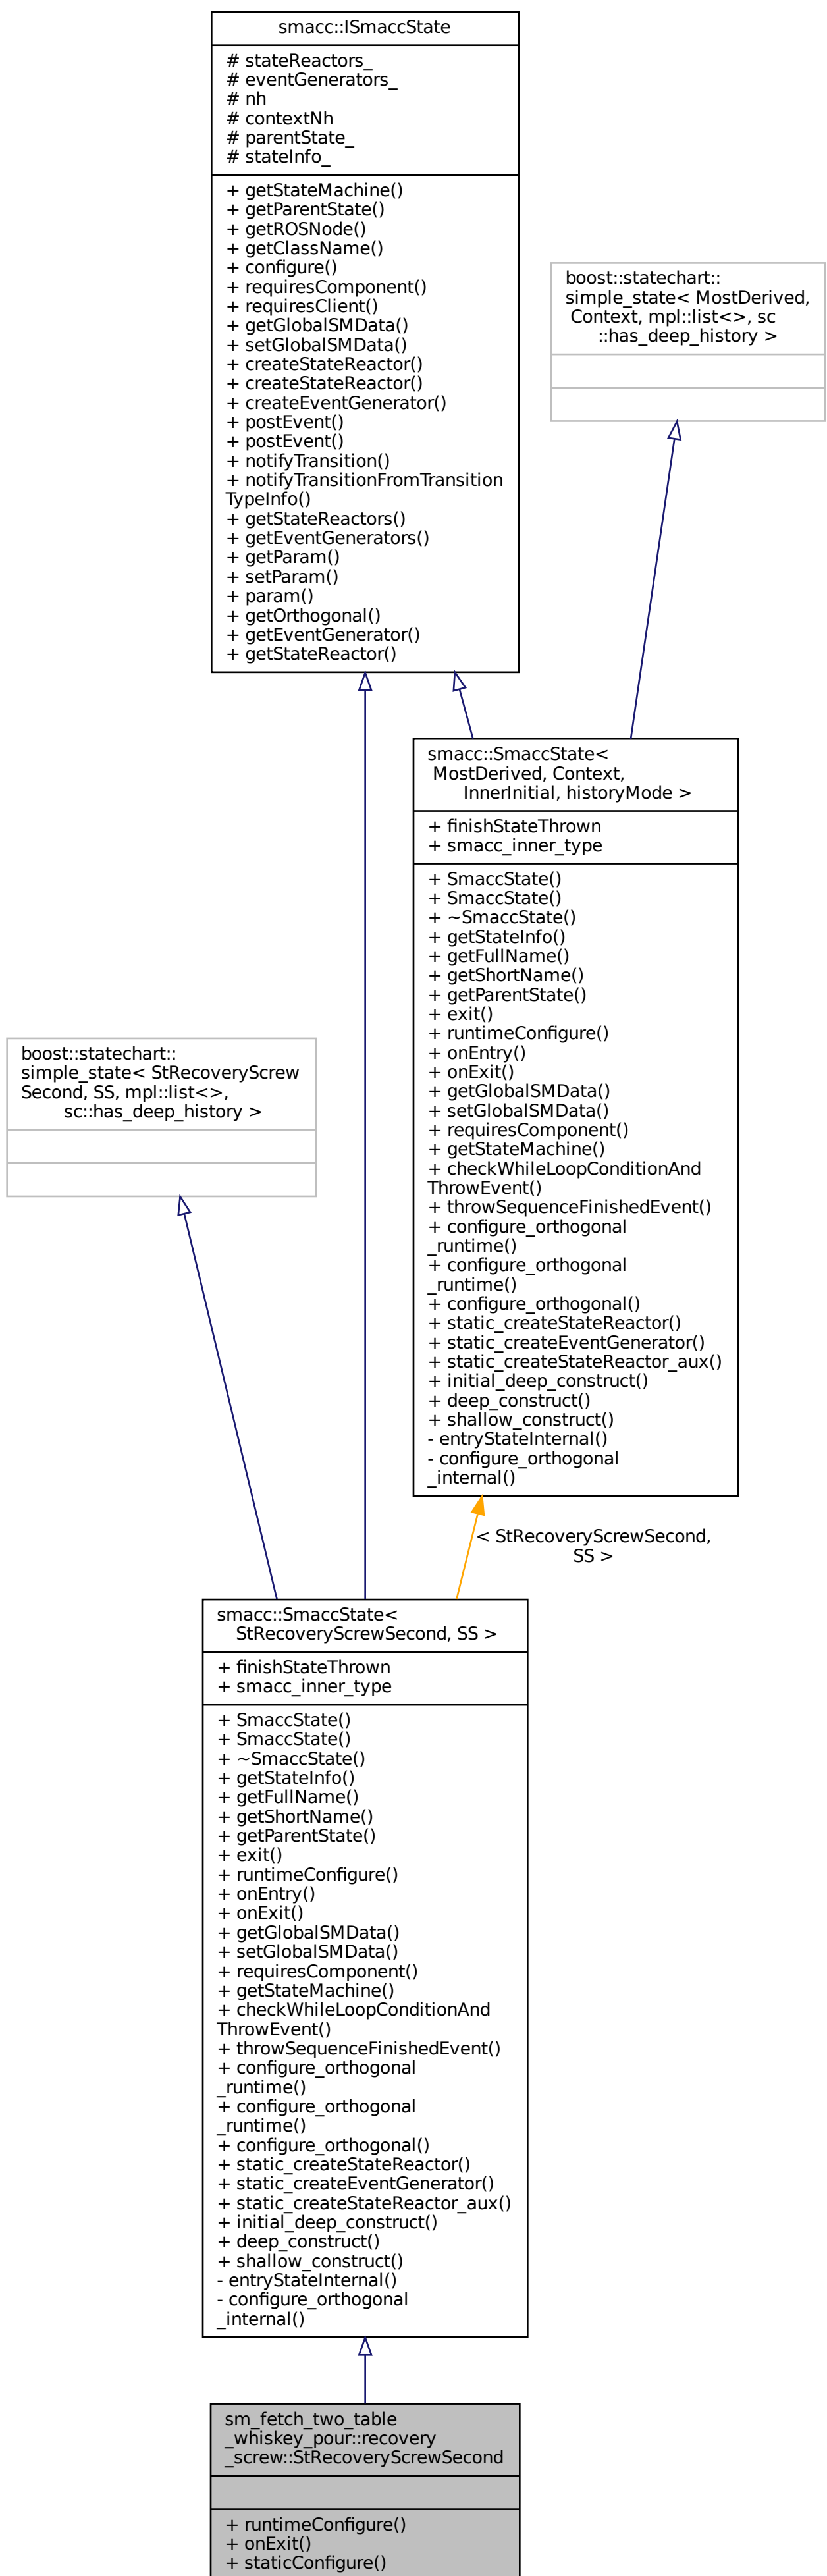 smacc::ISmaccState
# stateReactors_
# eventGenerators_
# nh
# contextNh
# parentState_
# stateInfo_
+ getStateMachine()
+ getParentState()
+ getROSNode()
+ getClassName()
+ configure()
+ requiresComponent()
+ requiresClient()
+ getGlobalSMData()
+ setGlobalSMData()
+ createStateReactor()
+ createStateReactor()
+ createEventGenerator()
+ postEvent()
+ postEvent()
+ notifyTransition()
+ notifyTransitionFromTransition
TypeInfo()
+ getStateReactors()
+ getEventGenerators()
+ getParam()
+ setParam()
+ param()
+ getOrthogonal()
+ getEventGenerator()
+ getStateReactor()
boost::statechart::
simple_state< MostDerived,
Context, mpl::list<>, sc
::has_deep_history >
smacc::SmaccState<
MostDerived, Context,
InnerInitial, historyMode >
+ finishStateThrown
+ smacc_inner_type
+ SmaccState()
+ SmaccState()
+ ~SmaccState()
+ getStateInfo()
+ getFullName()
+ getShortName()
+ getParentState()
+ exit()
+ runtimeConfigure()
+ onEntry()
+ onExit()
+ getGlobalSMData()
+ setGlobalSMData()
+ requiresComponent()
+ getStateMachine()
+ checkWhileLoopConditionAnd
ThrowEvent()
+ throwSequenceFinishedEvent()
+ configure_orthogonal
_runtime()
+ configure_orthogonal
_runtime()
+ configure_orthogonal()
+ static_createStateReactor()
+ static_createEventGenerator()
+ static_createStateReactor_aux()
+ initial_deep_construct()
+ deep_construct()
+ shallow_construct()
- entryStateInternal()
- configure_orthogonal
_internal()
boost::statechart::
simple_state< StRecoveryScrew
Second, SS, mpl::list<>,
sc::has_deep_history >
< StRecoveryScrewSecond,
SS >
smacc::SmaccState<
StRecoveryScrewSecond, SS >
+ finishStateThrown
+ smacc_inner_type
+ SmaccState()
+ SmaccState()
+ ~SmaccState()
+ getStateInfo()
+ getFullName()
+ getShortName()
+ getParentState()
+ exit()
+ runtimeConfigure()
+ onEntry()
+ onExit()
+ getGlobalSMData()
+ setGlobalSMData()
+ requiresComponent()
+ getStateMachine()
+ checkWhileLoopConditionAnd
ThrowEvent()
+ throwSequenceFinishedEvent()
+ configure_orthogonal
_runtime()
+ configure_orthogonal
_runtime()
+ configure_orthogonal()
+ static_createStateReactor()
+ static_createEventGenerator()
+ static_createStateReactor_aux()
+ initial_deep_construct()
+ deep_construct()
+ shallow_construct()
- entryStateInternal()
- configure_orthogonal
_internal()
sm_fetch_two_table
_whiskey_pour::recovery
_screw::StRecoveryScrewSecond
+ runtimeConfigure()
+ onExit()
+ staticConfigure()